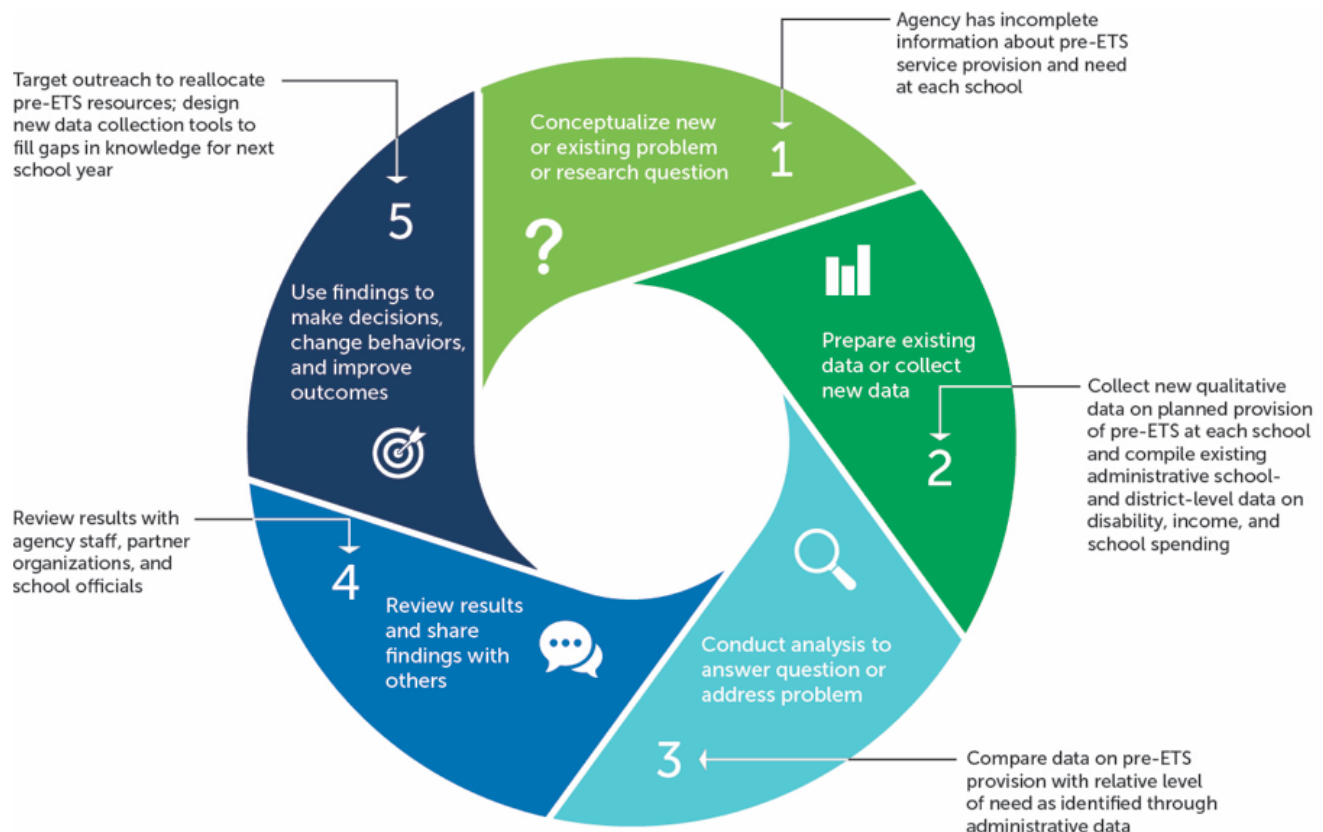 Agency has incomplete
information about pre-ETS
service provision and need
at each school
Conceptualize new
or existing problem
or research question
1
?
Prepare existing
data or collect
new data
2
Collect new qualitative
data on planned provision
of pre-ETS at each school
and compile existing
administrative school-
and district-level data on
disability, income, and
school spending
Conduct analysis to
answer question or
address problem
3
Compare data on pre-ETS
provision with relative level
of need as identified through
administrative data
Review results with
agency staff, partner
organizations, and
school officials
4
Review results
and share
findings with
others
Target outreach to reallocate
pre-ETS resources; design
new data collection tools to
fill gaps in knowledge for next
school year
5
Use findings to
make decisions,
change behaviors,
and improve
outcomes